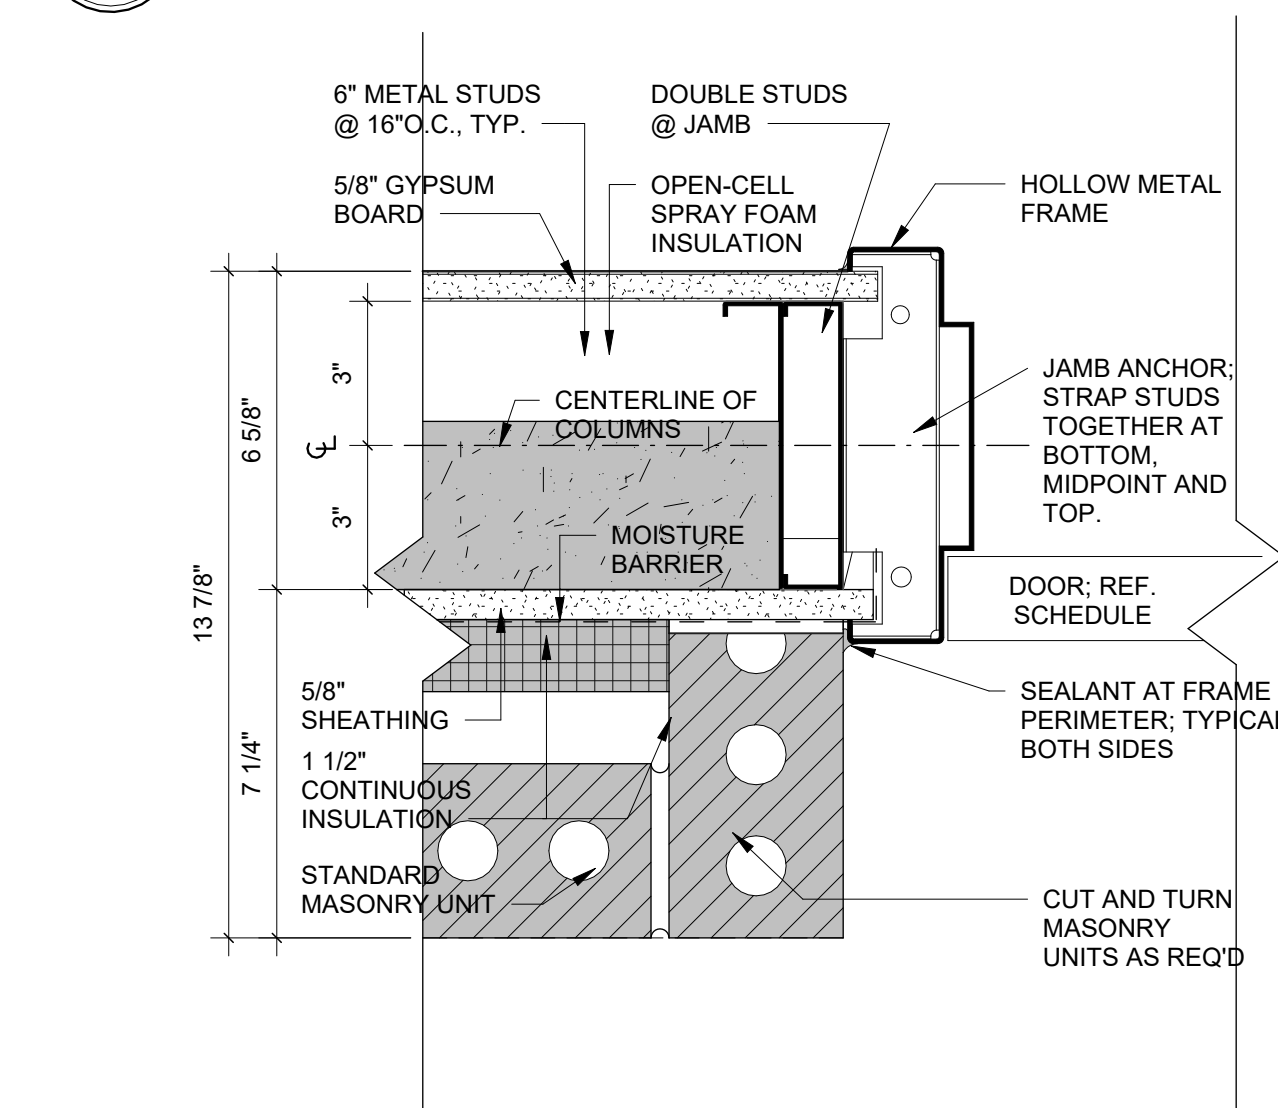 6" METAL STUDS
@ 16"O.C., TYP.
DOUBLE STUDS
@ JAMB
5/8" GYPSUM
BOARD
OPEN-CELL
SPRAY FOAM
INSULATION
HOLLOW METAL
FRAME
3"
6 5/8"
CL
3"
CENTERLINE OF
COLUMNS
JAMB ANCHOR;
STRAP STUDS
TOGETHER AT
BOTTOM,
MIDPOINT AND
TOP.
MOISTURE
BARRIER
13 7/8"
DOOR; REF.
SCHEDULE
5/8"
SHEATHING
7 1/4"
1 1/2"
CONTINUOUS
INSULATION
SEALANT AT FRAME
PERIMETER; TYPICAL
BOTH SIDES
STANDARD
MASONRY UNIT
CUT AND TURN
MASONRY
UNITS AS REQ'D